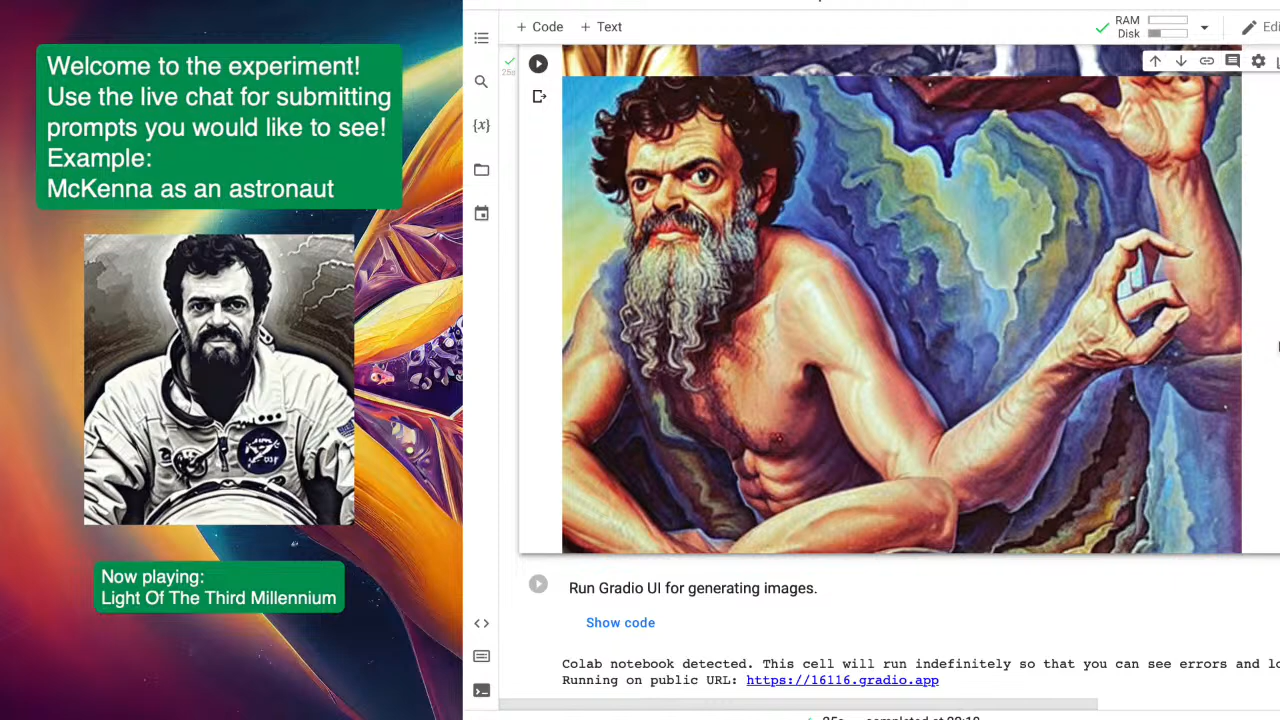 Welcome to the experiment!
Use the live chat for submitting
prompts you would like to see!
Example:
McKenna as an astronaut
Now playing:
Light Of The Third Millennium
+ Code + Text
RAM
Disk
25s
{x}
Run Gradio UI for generating images.
Show code
Colab notebook detected. This cell will run indefinitely so that you can see errors and
Running on public URL: https://16116.gradio.app